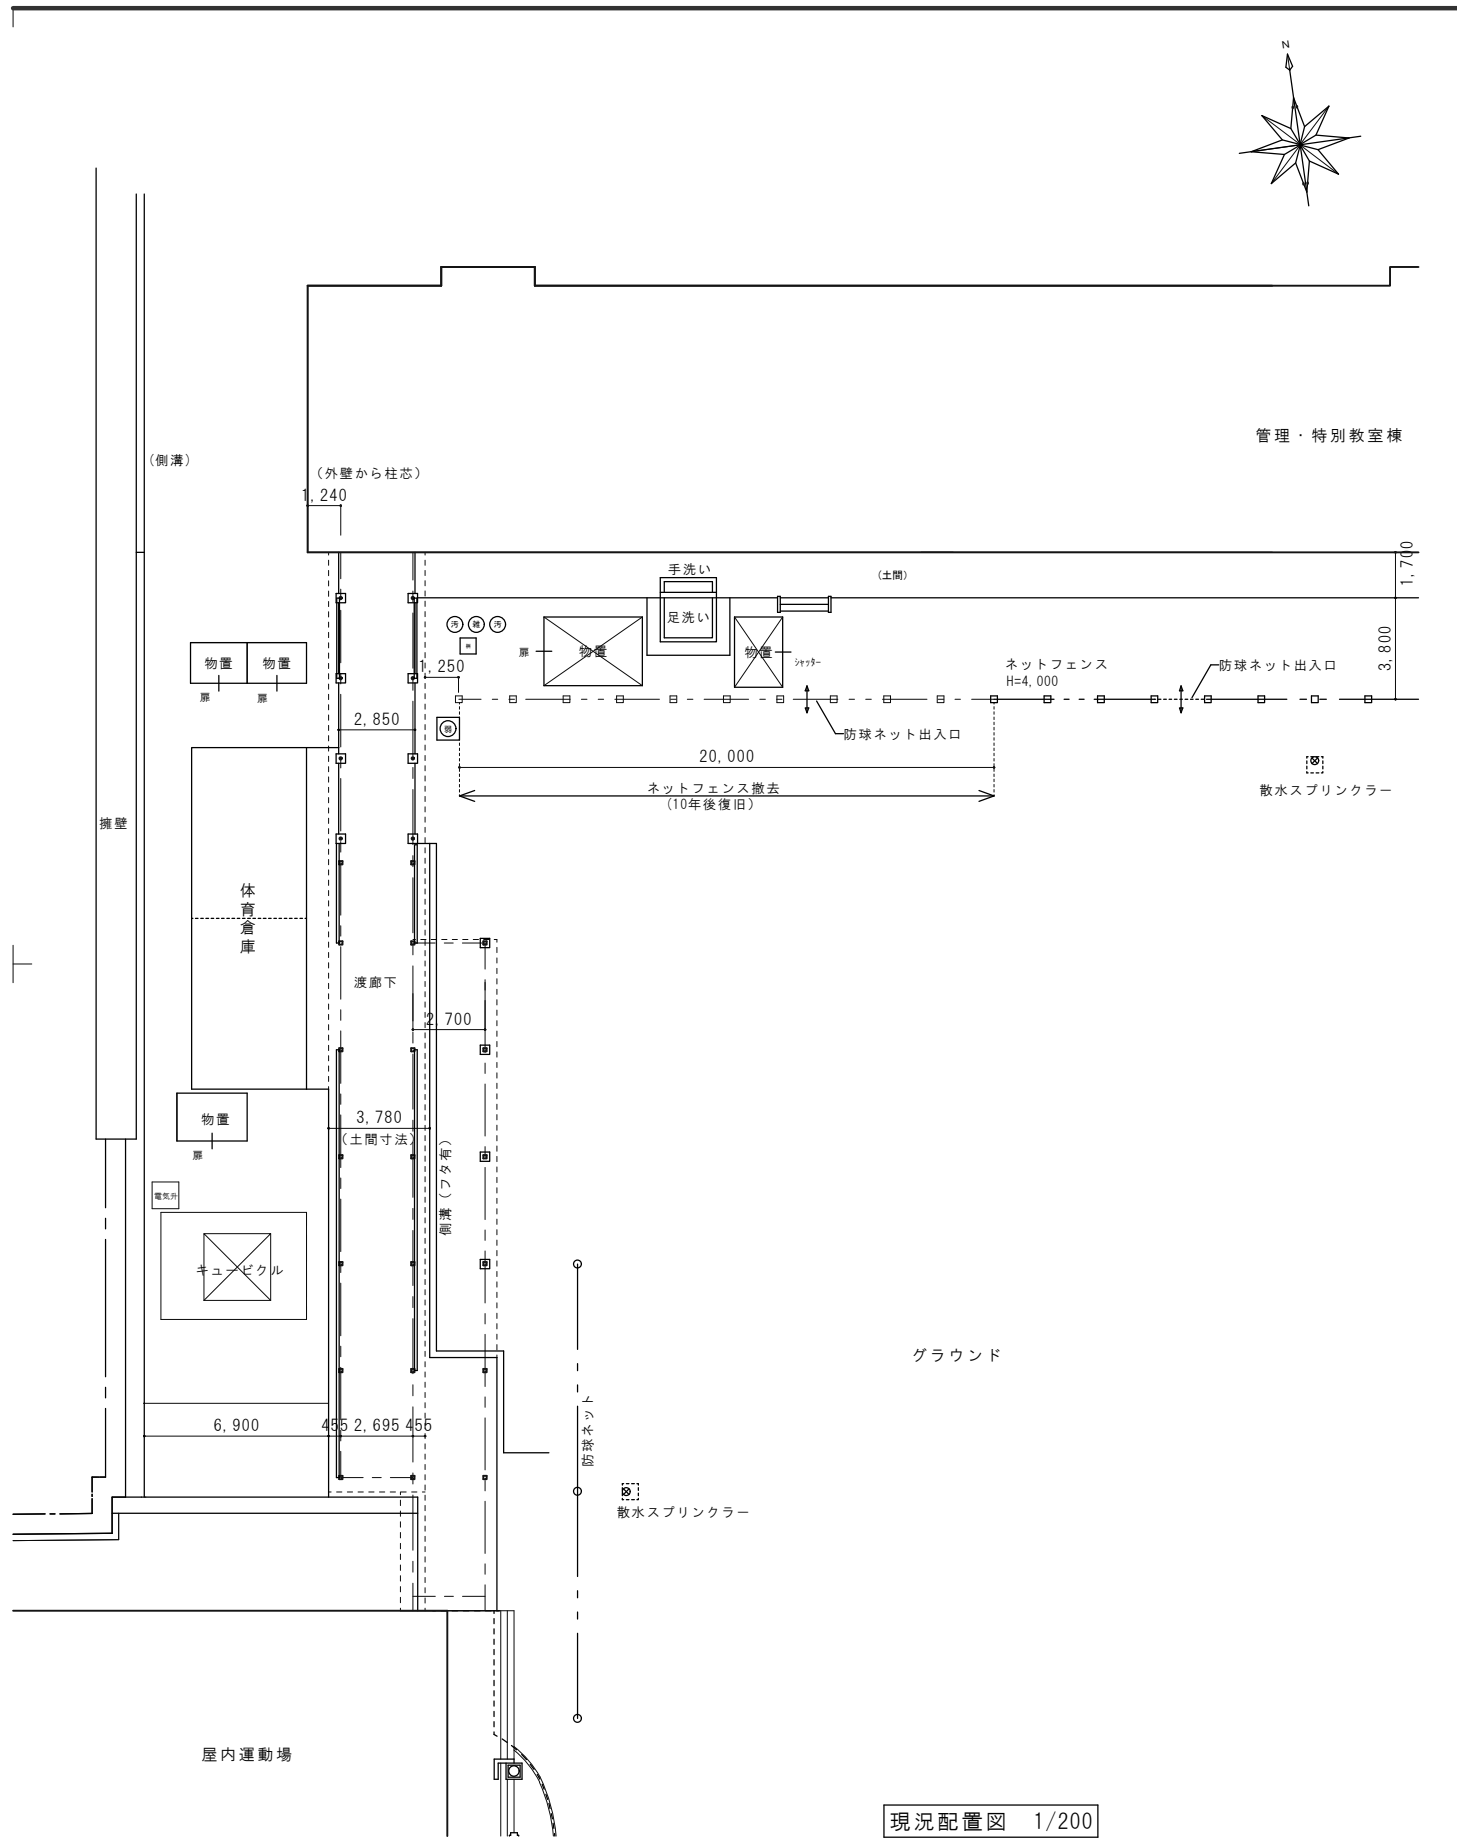 N
管理・特別教室棟
(側溝)
(外壁から柱芯)
1,240
1,700
手洗い
(土間)
足洗い
汚
雑
汚
3,800
物置
物置
扉
物置
物置
シャッター
ネットフェンス
H=4,000
防球ネット出入口
1,250
扉
扉
2,850
弱
防球ネット出入口
20,000
ネットフェンス撤去
(10年後復旧)
散水スプリンクラー
擁壁
体育倉庫
渡廊下
2,700
物置
3,780
(土間寸法)
扉
側溝(フタ有)
電気弁
キュービクル
グラウンド
防球ネット
6,900
455
2,695
455
散水スプリンクラー
屋内運動場
現況配置図 1/200